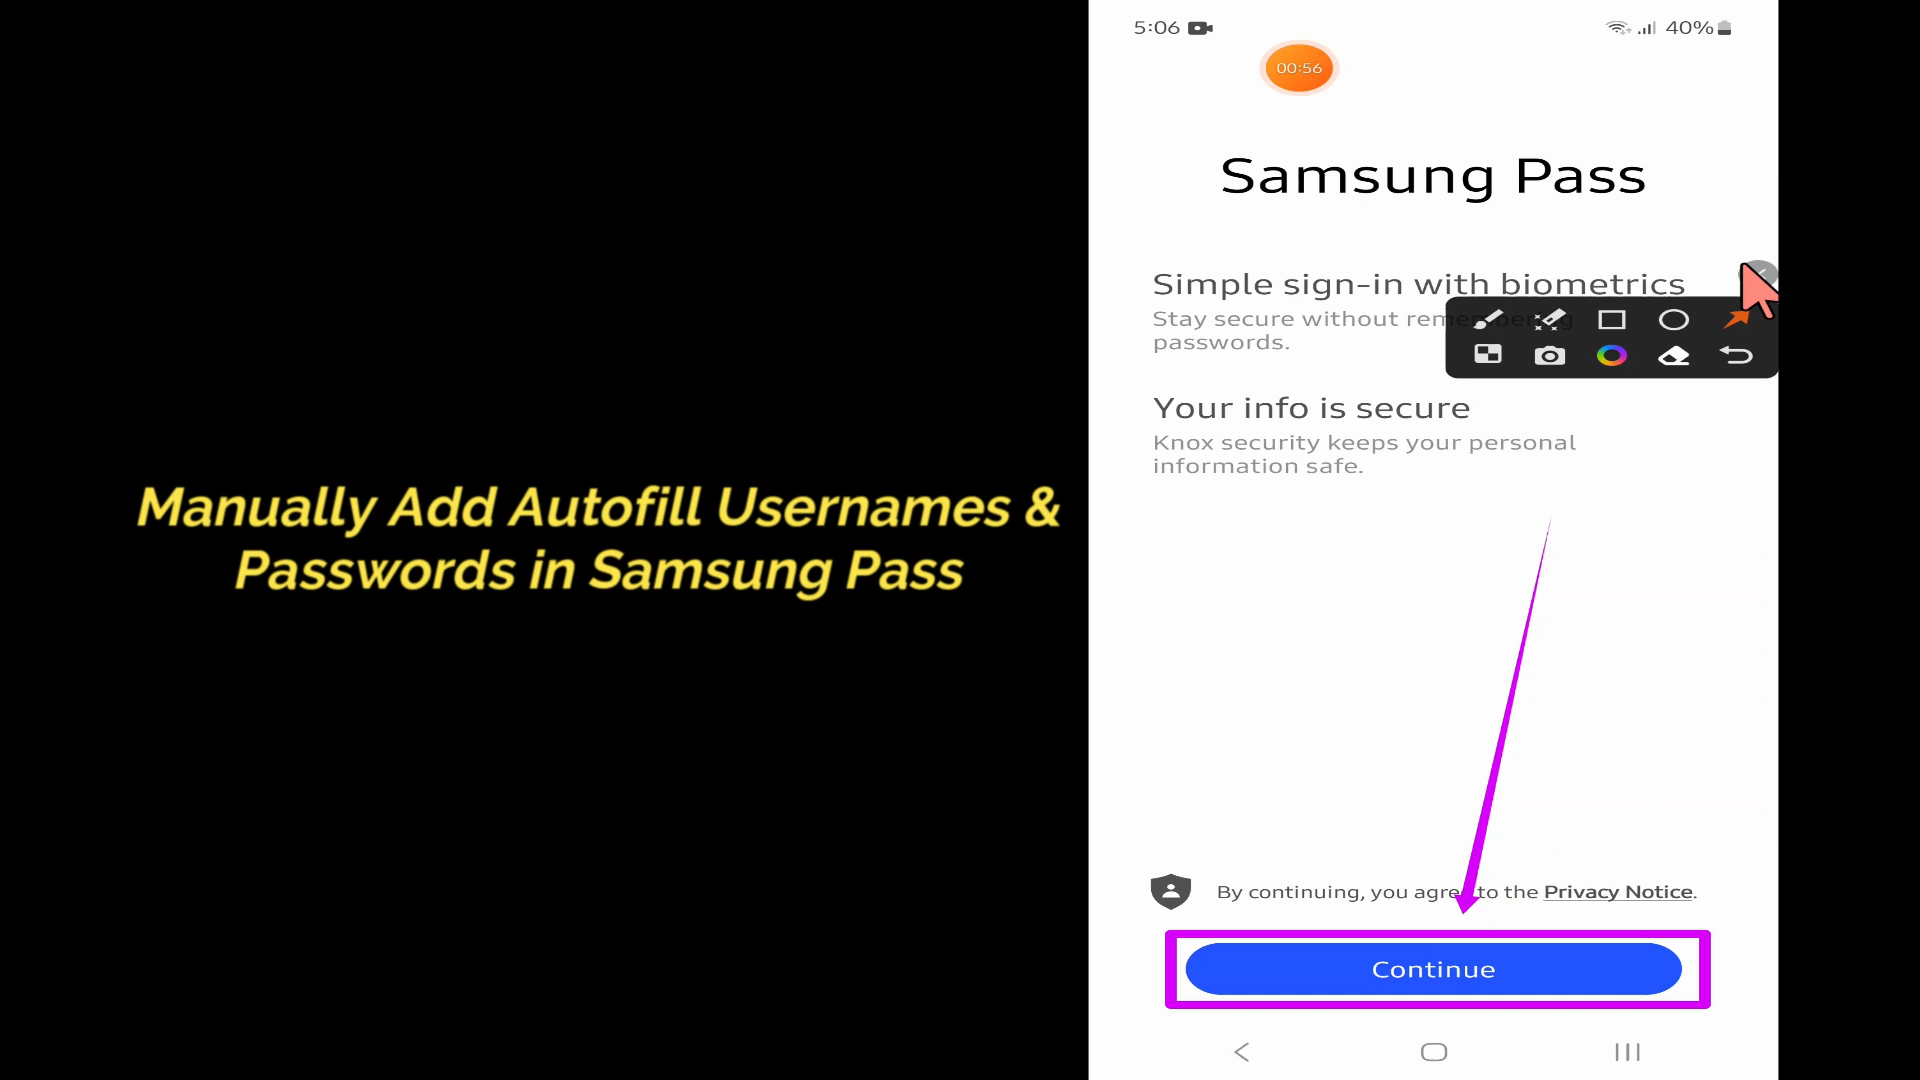 Manually Add Autofill Usernames &
Passwords in Samsung Pass
5:06
40%
00:56
Samsung Pass
Simple sign-in with biometrics
Stay secure without remembering
passwords.
Your info is secure
Knox security keeps your personal
information safe.
By continuing, you agree to the Privacy Notice.
Continue